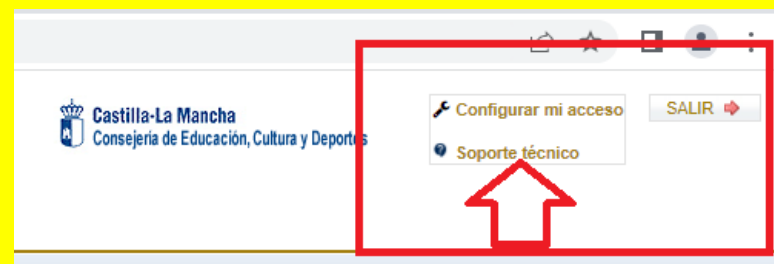 Castilla-La Mancha
Consejería de Educación, Cultura y Deportes
Configurar mi acceso
SALIR
Soporte técnico